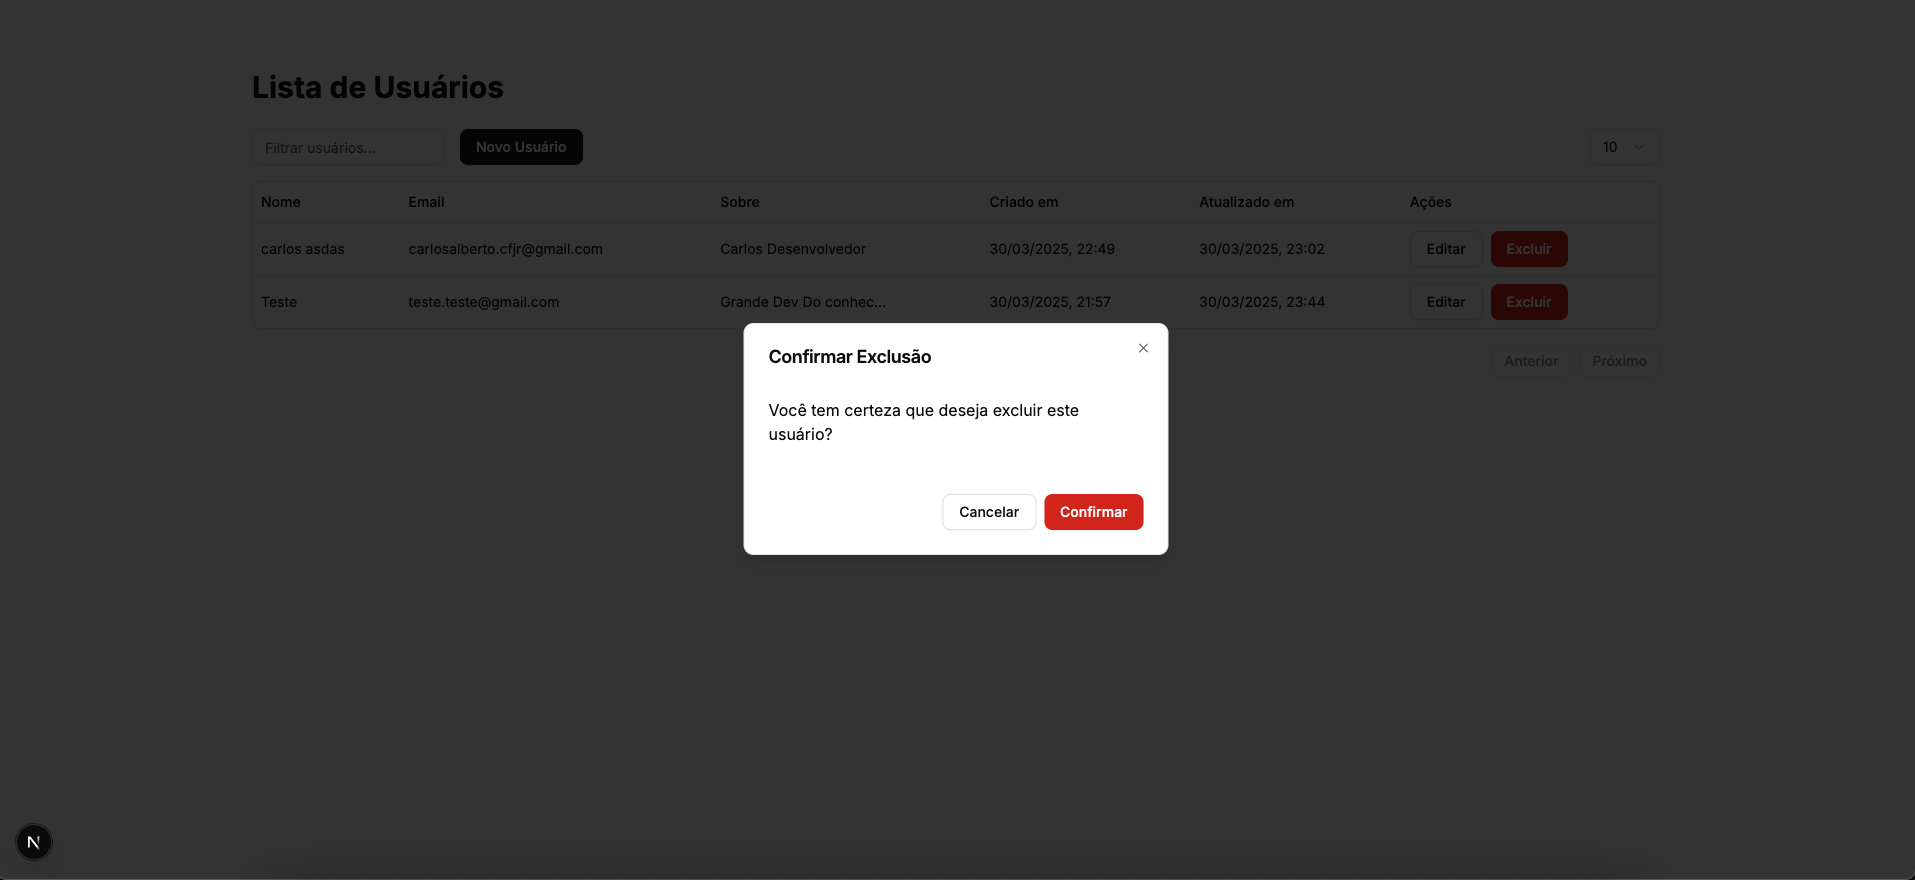 Lista de Usuários
Filtrar usuários...
Novo Usuário
10
Nome Email Sobre Criado em Atualizado em Ações
carlos asdas carlosalberto.cfjr@gmail.com Carlos Desenvolvedor 30/03/2025, 22:49 30/03/2025, 23:02 Editar Excluir
Teste teste.teste@gmail.com Grande Dev Do conhec... 30/03/2025, 21:57 30/03/2025, 23:44 Editar Excluir
Anterior Próximo
Confirmar Exclusão
Você tem certeza que deseja excluir este
usuário?
Cancelar Confirmar
N